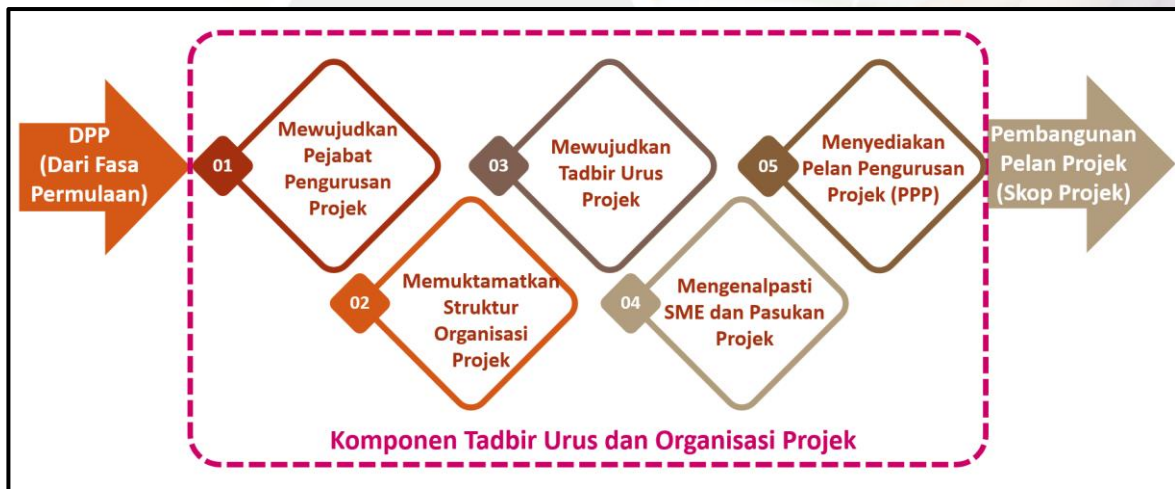 DPP
(Dari Fasa
Permulaan)
01
Mewujudkan
Pejabat
Pengurusan
Projek
02
Memuktamatkan
Struktur
Organisasi
Projek
03
Mewujudkan
Tadbir Urus
Projek
04
Mengenalpasti
SME dan Pasukan
Projek
05
Menyediakan
Pelan Pengurusan
Projek (PPP)
Pembangunan
Pelan Projek
(Skop Projek)
Komponen Tadbir Urus dan Organisasi Projek